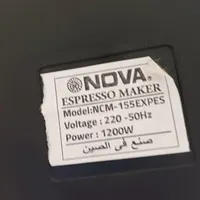 NOVA
ESPRESSO MAKER
Model:NCM-155EXPES
Voltage : 220 -50Hz
Power : 1200W
صنع في الصين